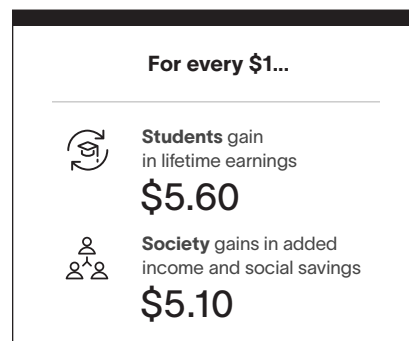 For every $1...
Students gain
in lifetime earnings
$5.60
Society gains in added
income and social savings
$5.10